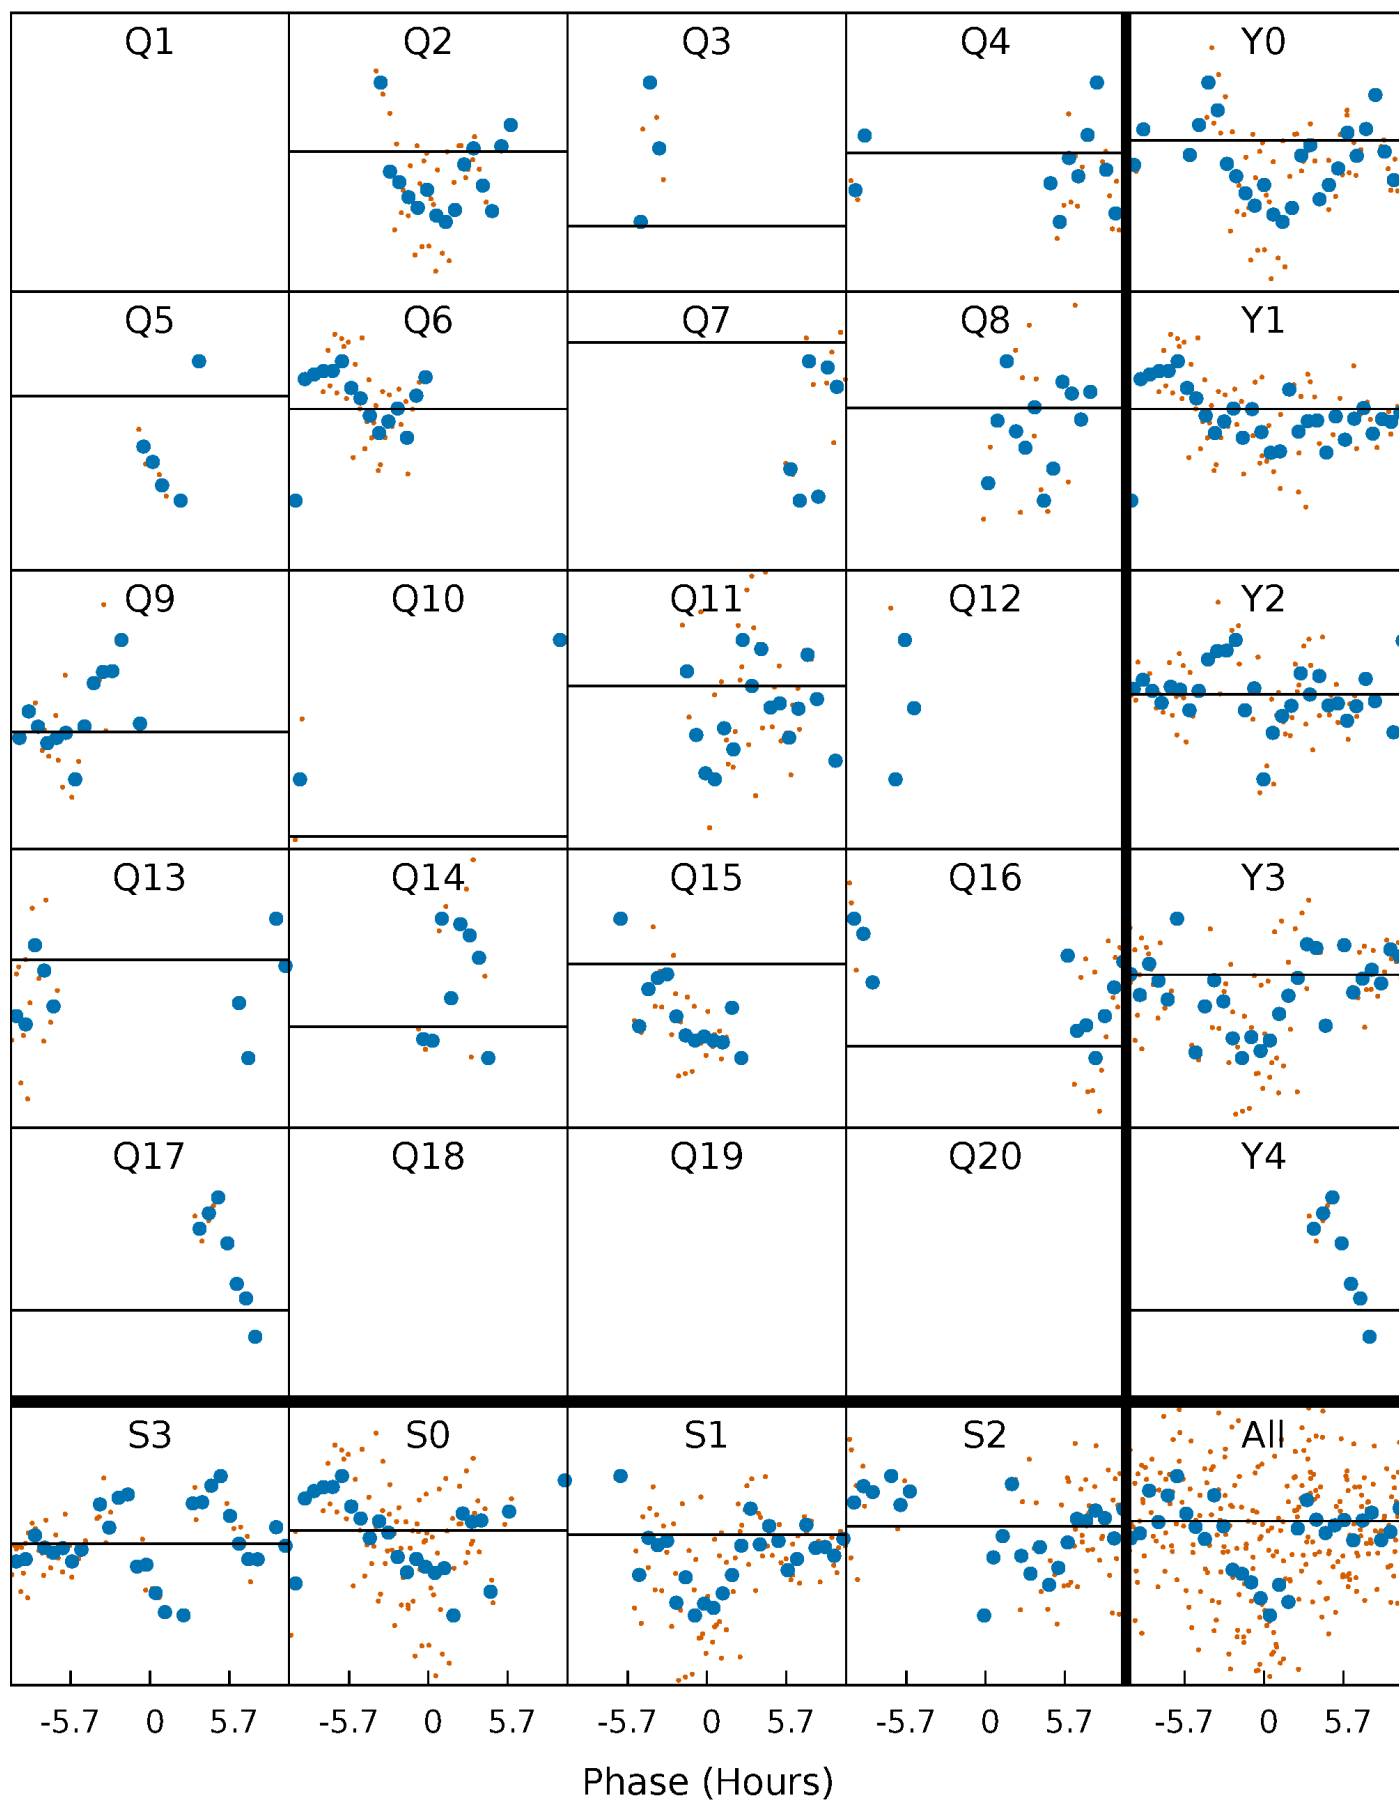 Q1 Q2 Q3 Q4 Y0
Q5 Q6 Q7 Q8 Y1
Q9 Q10 Q11 Q12 Y2
Q13 Q14 Q15 Q16 Y3
Q17 Q18 Q19 Q20 Y4
S3 S0 S1 S2 All
-5.7 0 5.7 -5.7 0 5.7 -5.7 0 5.7 -5.7 0 5.7 -5.7 0 5.7
Phase (Hours)